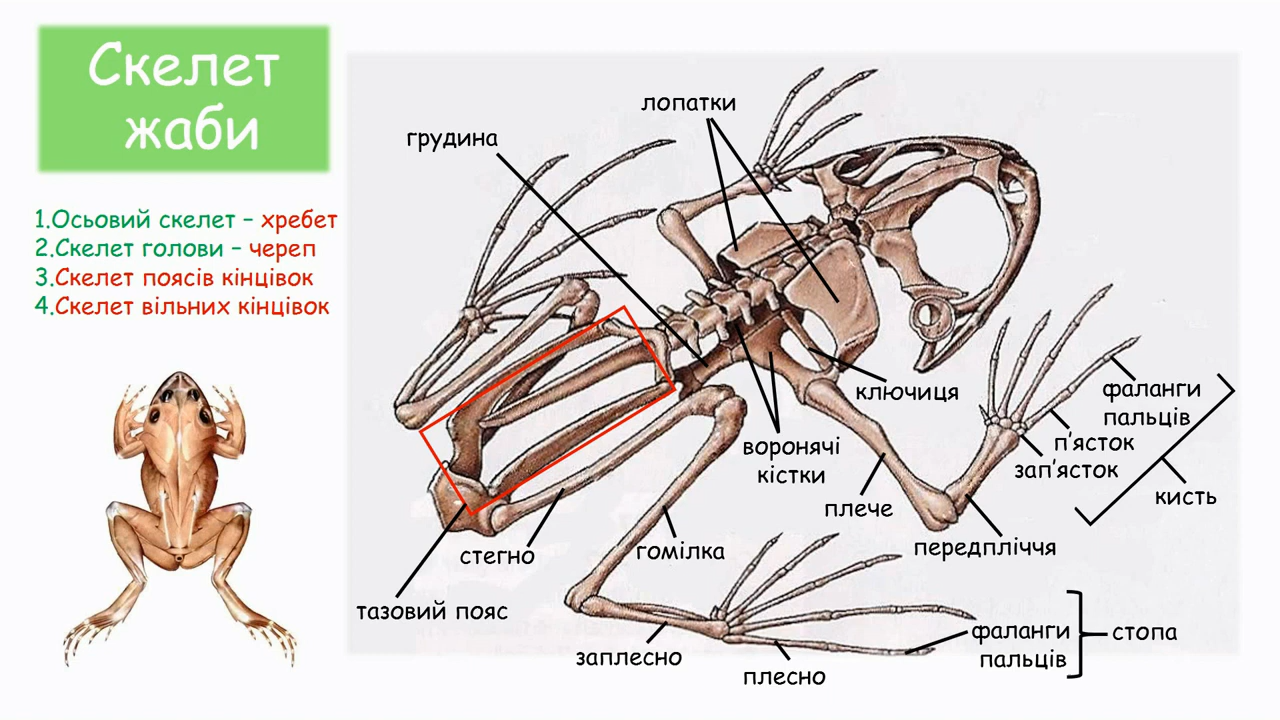 Скелет
жаби
1.Осьовий скелет – хребет
2.Скелет голови – череп
3.Скелет поясів кінцівок
4.Скелет вільних кінцівок
лопатки
грудина
ключиця
фаланги
пальців
п'ясток
зап'ясток
кисть
воронячі
кістки
плече
передпліччя
стегно
гомілка
тазовий пояс
заплесно
плесно
фаланги
пальців
стопа